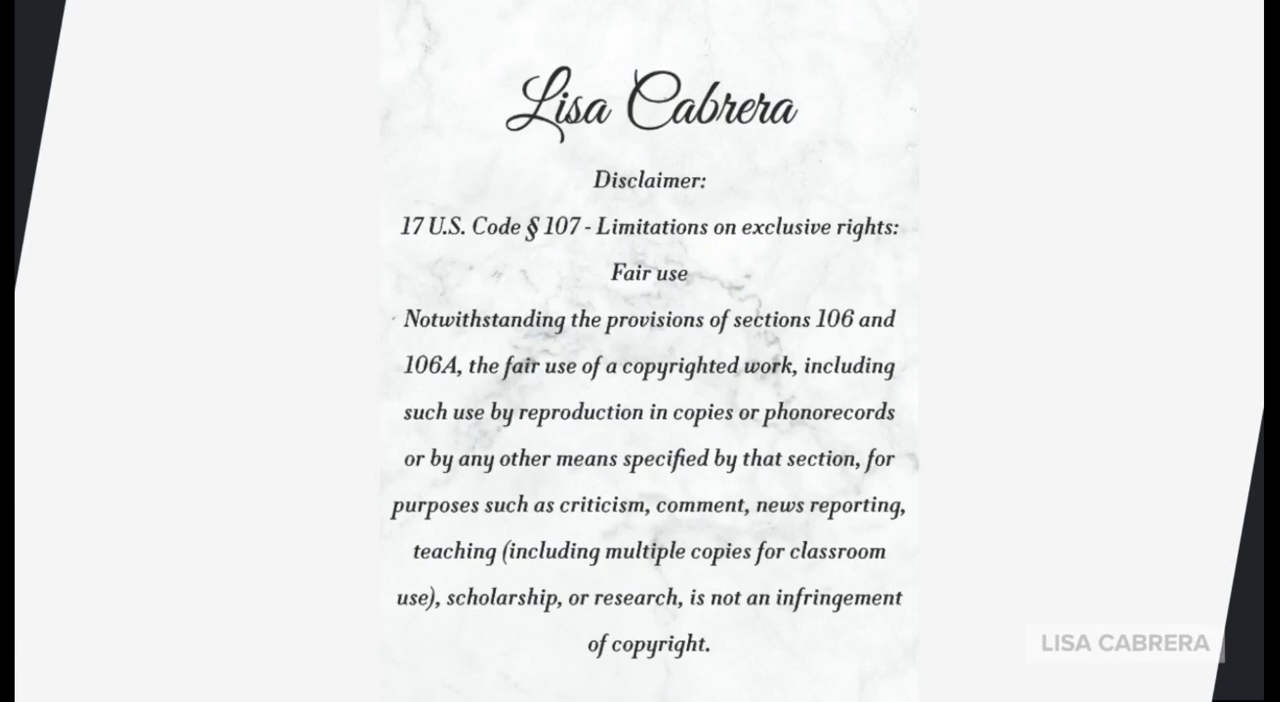 Lisa Cabrera
Disclaimer:
17 U.S. Code § 107 - Limitations on exclusive rights:
Fair use
Notwithstanding the provisions of sections 106 and
106A, the fair use of a copyrighted work, including
such use by reproduction in copies or phonorecords
or by any other means specified by that section, for
purposes such as criticism, comment, news reporting,
teaching (including multiple copies for classroom
use), scholarship, or research, is not an infringement
of copyright.
LISA CABRERA